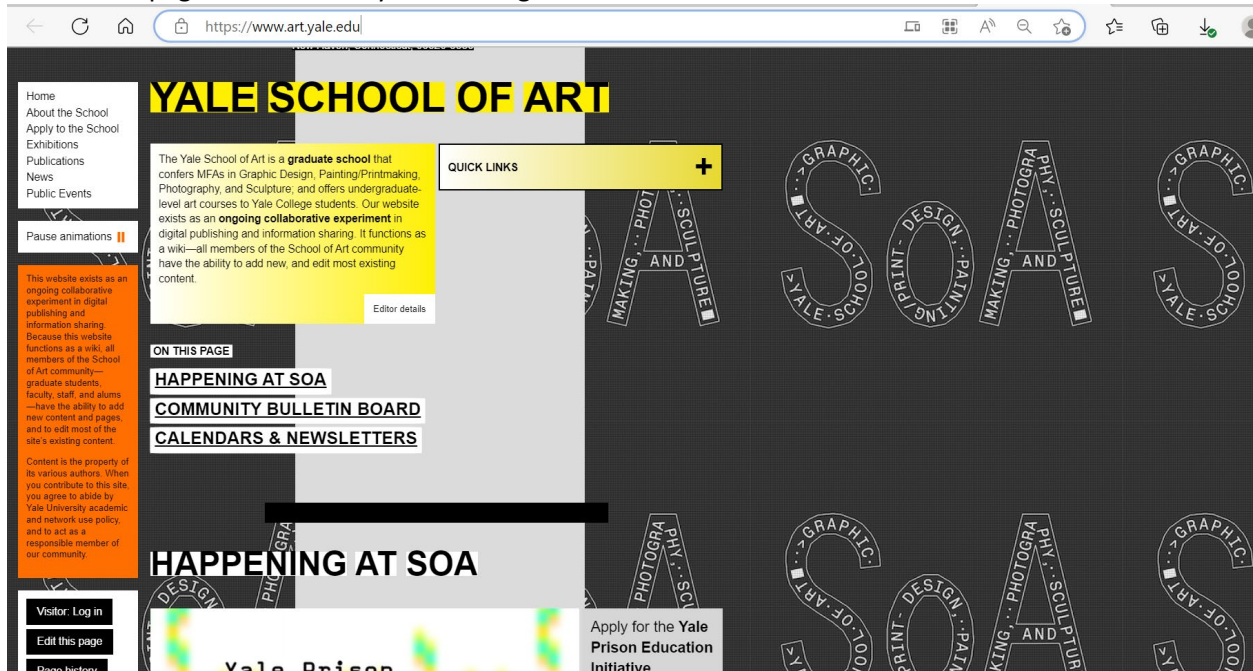 https://www.art.yale.edu
YALE SCHOOL OF ART
Home
About the School
Apply to the School
Exhibitions
Publications
News
Public Events
Pause animations
This website exists as an
ongoing collaborative
experiment in digital
publishing and
information sharing.
Because this website
functions as a wiki, all
members of the School
of Art community—
graduate students,
faculty, staff, and alums
—have the ability to add
new content and pages,
and to edit most of the
site's existing content.
Content is the property of
its various authors. When
you contribute to this site,
you agree to abide by
Yale University academic
and network use policy,
and to act as a
responsible member of
our community.
Visitor: Log in
Edit this page
Page history
The Yale School of Art is a graduate school that
confers MFAs in Graphic Design, Painting/Printmaking,
Photography, and Sculpture; and offers undergraduate-
level art courses to Yale College students. Our website
exists as an ongoing collaborative experiment in
digital publishing and information sharing. It functions as
a wiki—all members of the School of Art community
have the ability to add new, and edit most existing
content.
Editor details
QUICK LINKS
ON THIS PAGE
HAPPENING AT SOA
COMMUNITY BULLETIN BOARD
CALENDARS & NEWSLETTERS
HAPPENING AT SOA
Yale Prison
Apply for the Yale
Prison Education
Initiative
>YALE·SCHOOL·OF·ART
··>GRAPHIC·
DESIGN,··PAINTING/PRINT-
MAKING,··PHOTOGRAPHY,··SCULPTURE
AND